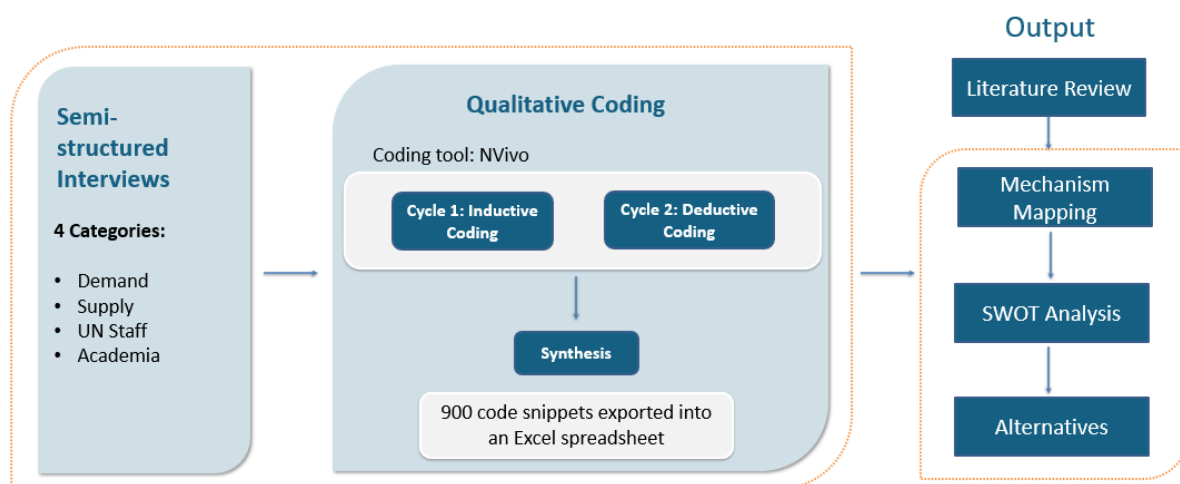 Semi-
structured
Interviews
4 Categories:
• Demand
• Supply
• UN Staff
• Academia
Qualitative Coding
Coding tool: NVivo
Cycle 1: Inductive
Coding
Cycle 2: Deductive
Coding
Synthesis
900 code snippets exported into
an Excel spreadsheet
Output
Literature Review
Mechanism
Mapping
SWOT Analysis
Alternatives